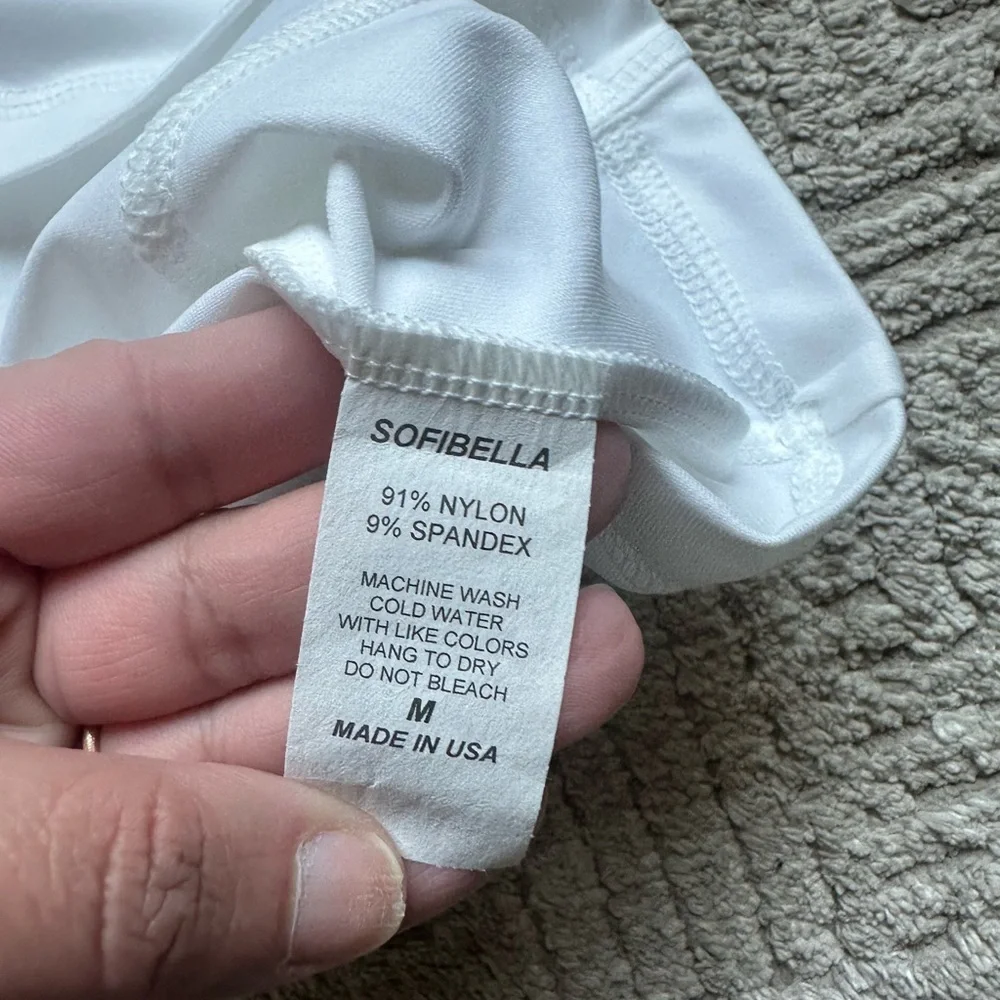 SOFIBELLA
91% NYLON
9% SPANDEX
MACHINE WASH
COLD WATER
WITH LIKE COLORS
HANG TO DRY
DO NOT BLEACH
M
MADE IN USA